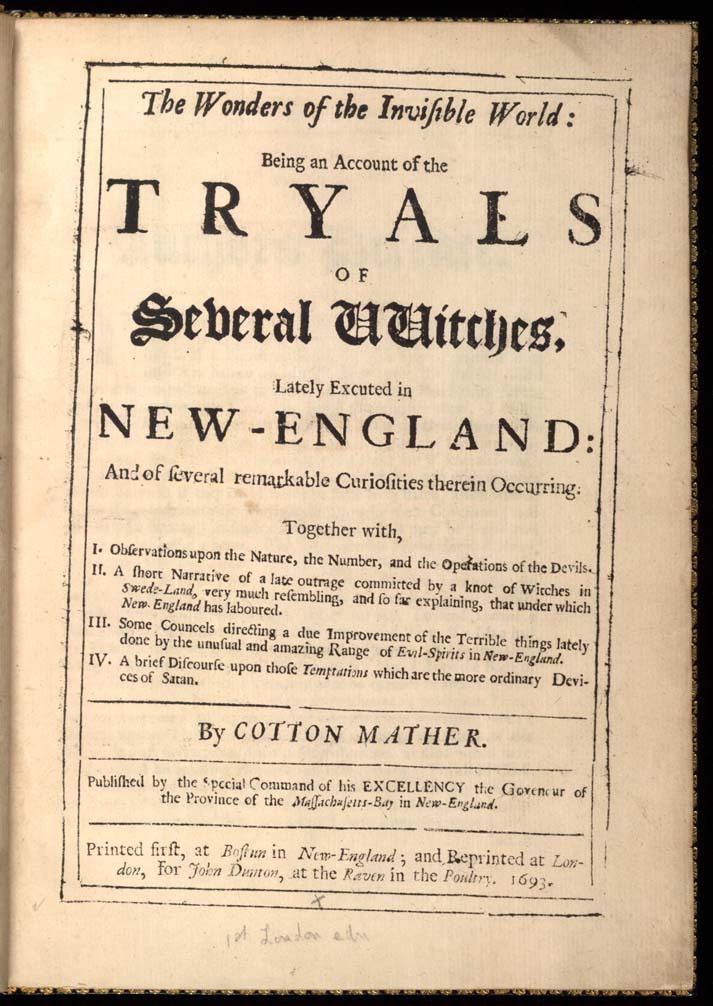 The Wonders of the Inviſible World:
Being an Account of the
TRYALS
OF
Several UUitches,
Lately Excuted in
NEW-ENGLAND:
And of ſeveral remarkable Curioſities therein Occurring.
Together with,
I. Obſervations upon the Nature, the Number, and the Operations of the Devils.
II. A ſhort Narrative of a late outrage committed by a knot of Witches in
Swede-Land, very much reſembling, and ſo far explaining, that under which
New-England has laboured.
III. Some Councels directing a due Improvement of the Terrible things lately
done by the unuſual and amazing Range of Evil-Spirits in New-England.
IV. A brief Diſcourſe upon thoſe Temptations which are the more ordinary Devi-
ces of Satan.
By COTTON MATHER.
Publiſhed by the Special Command of his EXCELLENCY the Governeur of
the Province of the Maſſachuſetts-Bay in New-England.
Printed firſt, at Boſtun in New-England; and Reprinted at Lon-
don, for John Dunton, at the Raven in the Poultry. 1693.
x
1st London edn